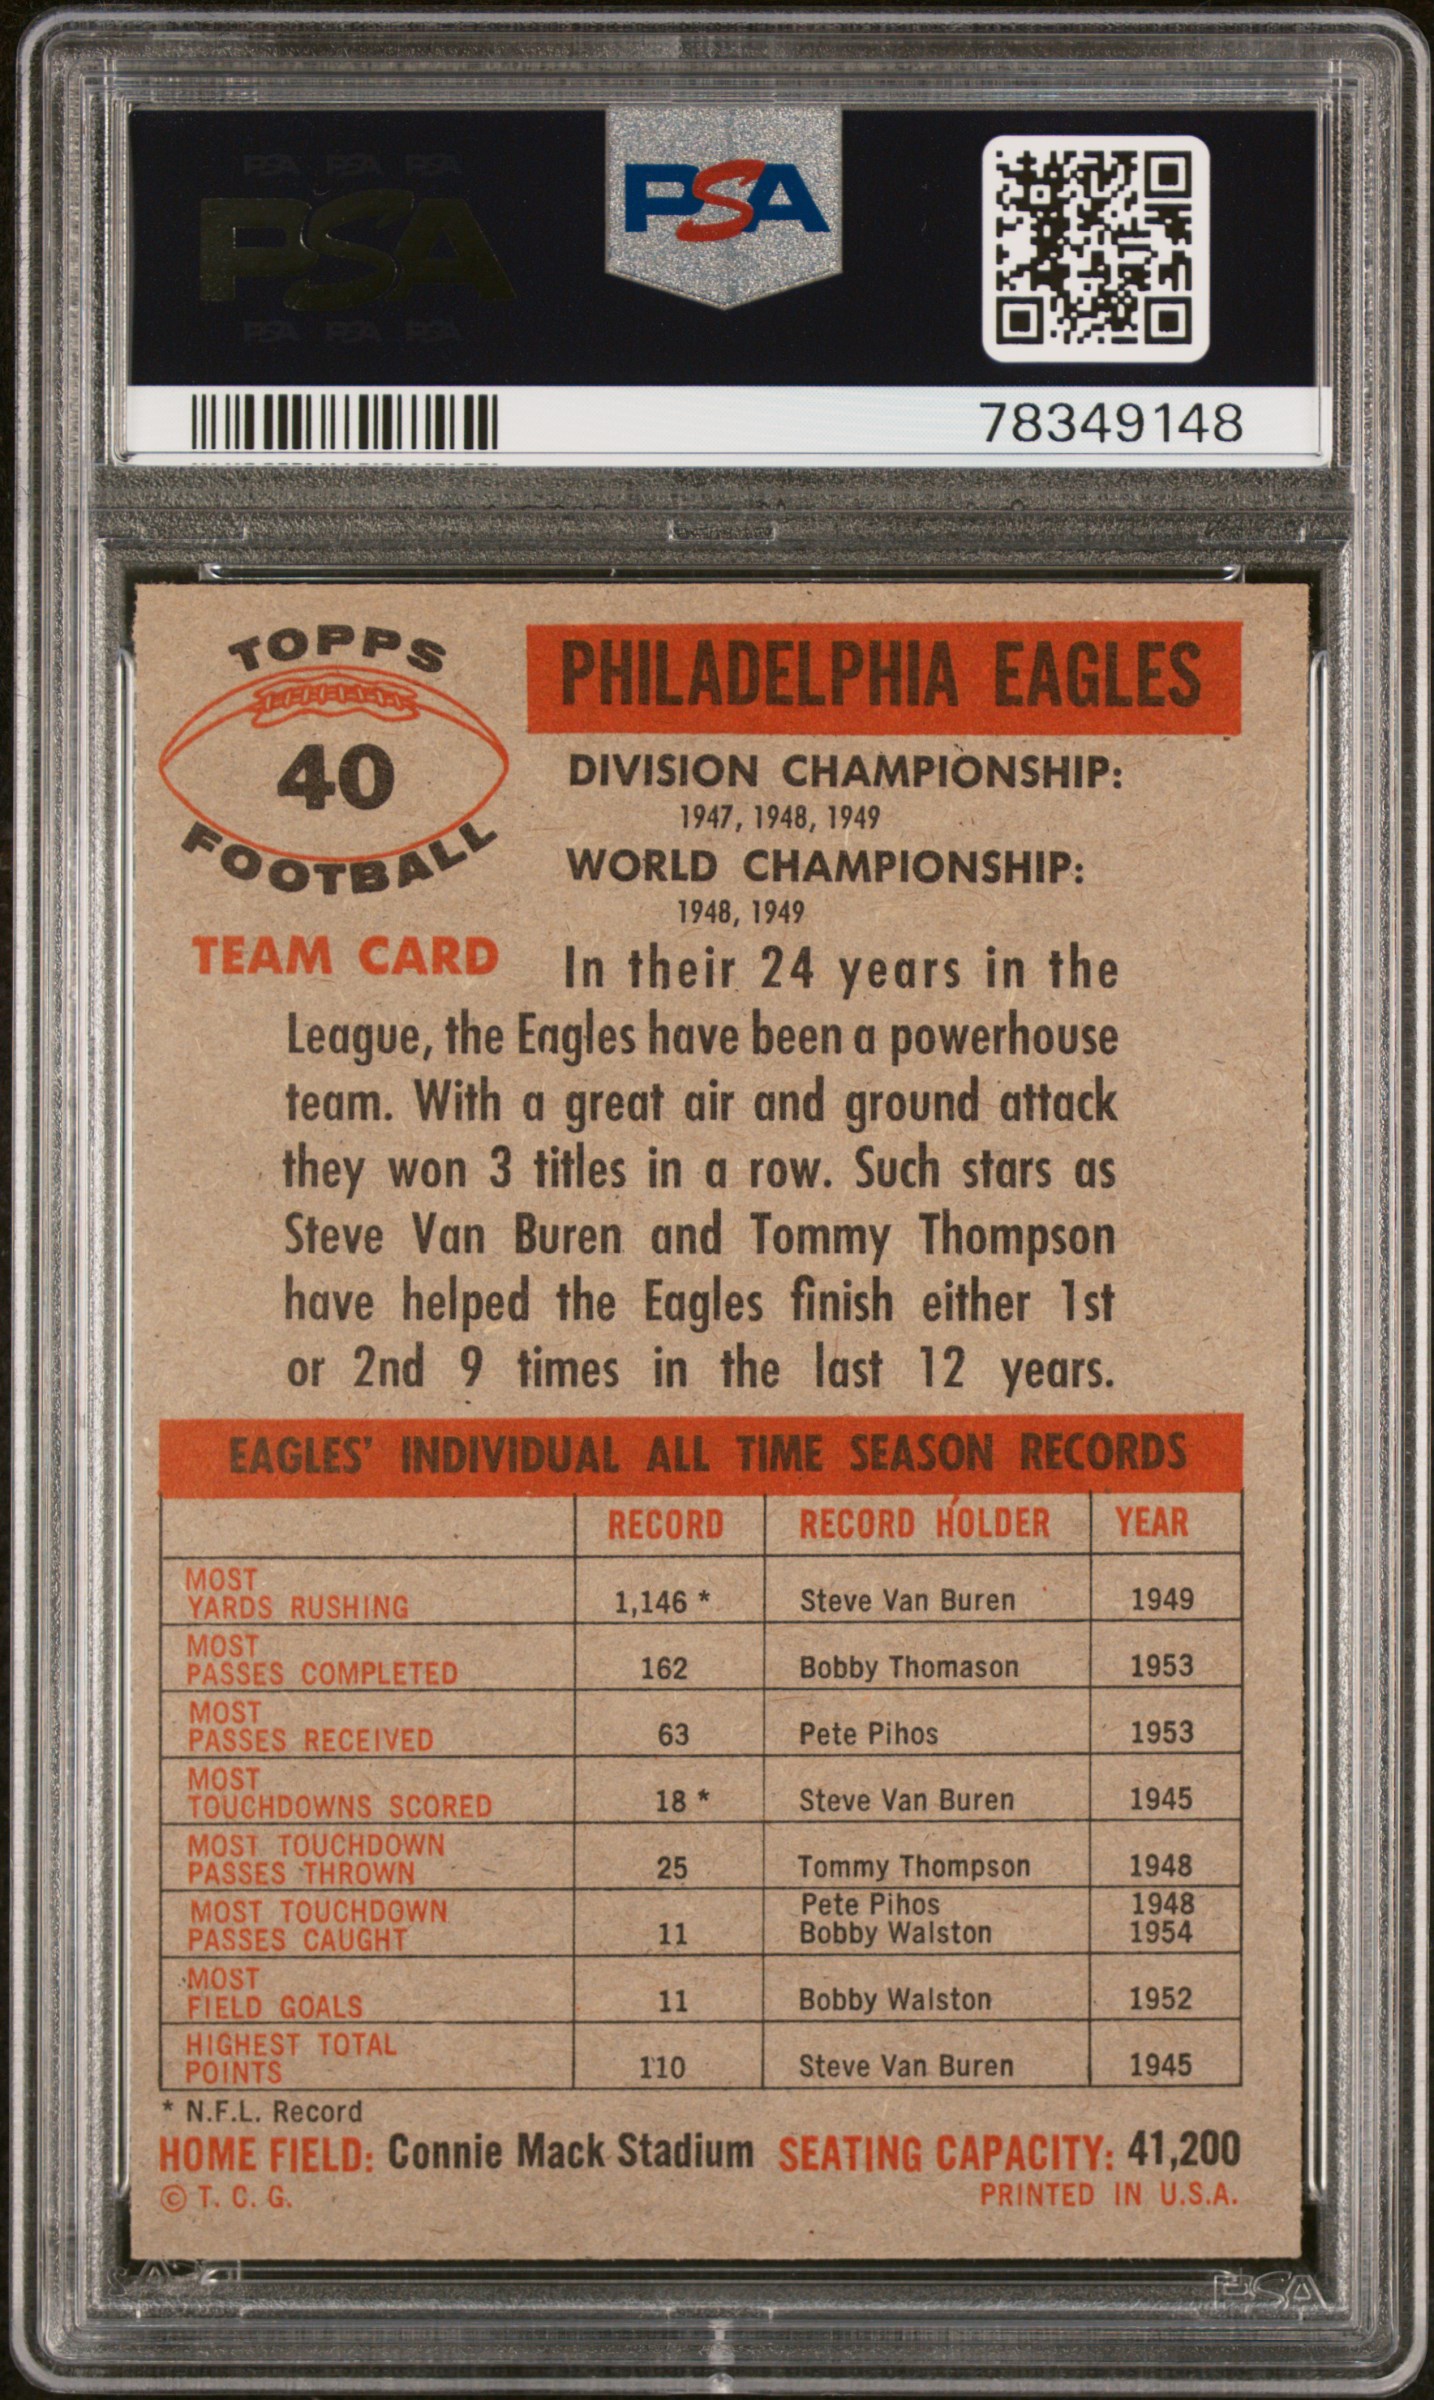 PSA PSA PSA
PSA
PSA PSA PSA
PSA
78349148
TOPPS
40
FOOTBALL
TEAM CARD
PHILADELPHIA EAGLES
DIVISION CHAMPIONSHIP:
1947, 1948, 1949
WORLD CHAMPIONSHIP:
1948, 1949
In their 24 years in the
League, the Eagles have been a powerhouse
team. With a great air and ground attack
they won 3 titles in a row. Such stars as
Steve Van Buren and Tommy Thompson
have helped the Eagles finish either 1st
or 2nd 9 times in the last 12 years.
EAGLES' INDIVIDUAL ALL TIME SEASON RECORDS
RECORD RECORD HOLDER YEAR
MOST
YARDS RUSHING 1,146 * Steve Van Buren 1949
MOST
PASSES COMPLETED 162 Bobby Thomason 1953
MOST
PASSES RECEIVED 63 Pete Pihos 1953
MOST
TOUCHDOWNS SCORED 18 * Steve Van Buren 1945
MOST TOUCHDOWN
PASSES THROWN 25 Tommy Thompson 1948
MOST TOUCHDOWN Pete Pihos 1948
PASSES CAUGHT 11 Bobby Walston 1954
MOST
FIELD GOALS 11 Bobby Walston 1952
HIGHEST TOTAL
POINTS 110 Steve Van Buren 1945
* N.F.L. Record
HOME FIELD: Connie Mack Stadium SEATING CAPACITY: 41,200
© T. C. G. PRINTED IN U.S.A.
PSA